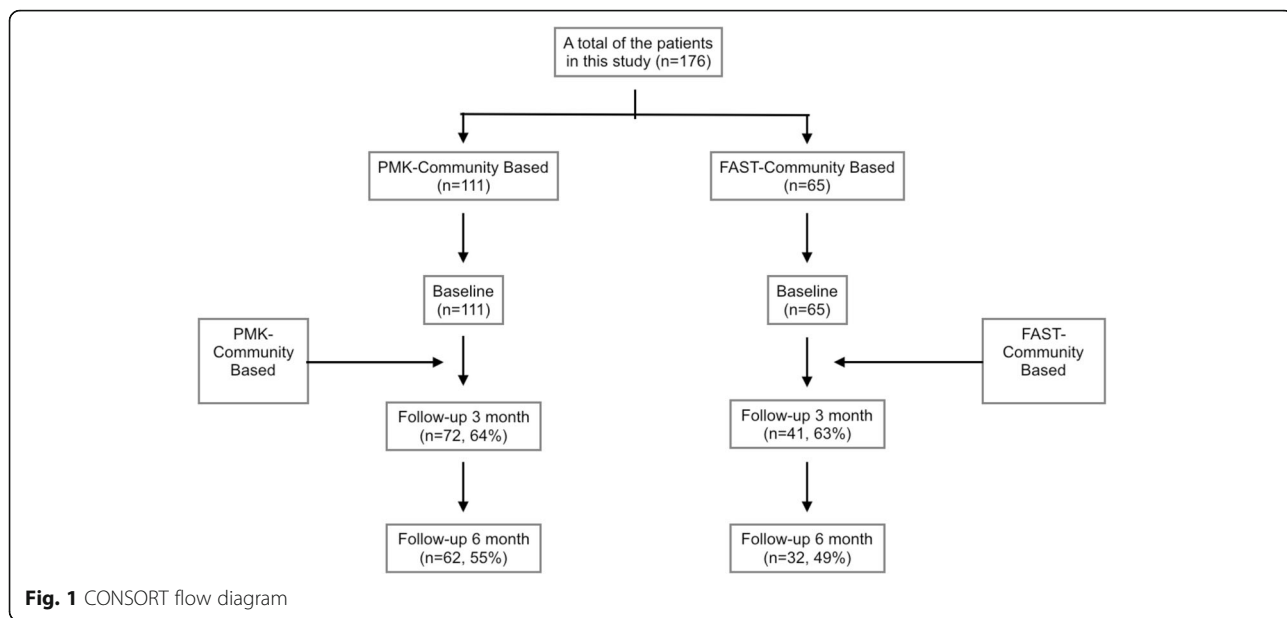 A total of the patients
in this study (n=176)
PMK-Community Based
(n=111)
FAST-Community Based
(n=65)
Baseline
(n=111)
Baseline
(n=65)
PMK-
Community
Based
FAST-
Community
Based
Follow-up 3 month
(n=72, 64%)
Follow-up 3 month
(n=41, 63%)
Follow-up 6 month
(n=62, 55%)
Follow-up 6 month
(n=32, 49%)
Fig. 1 CONSORT flow diagram